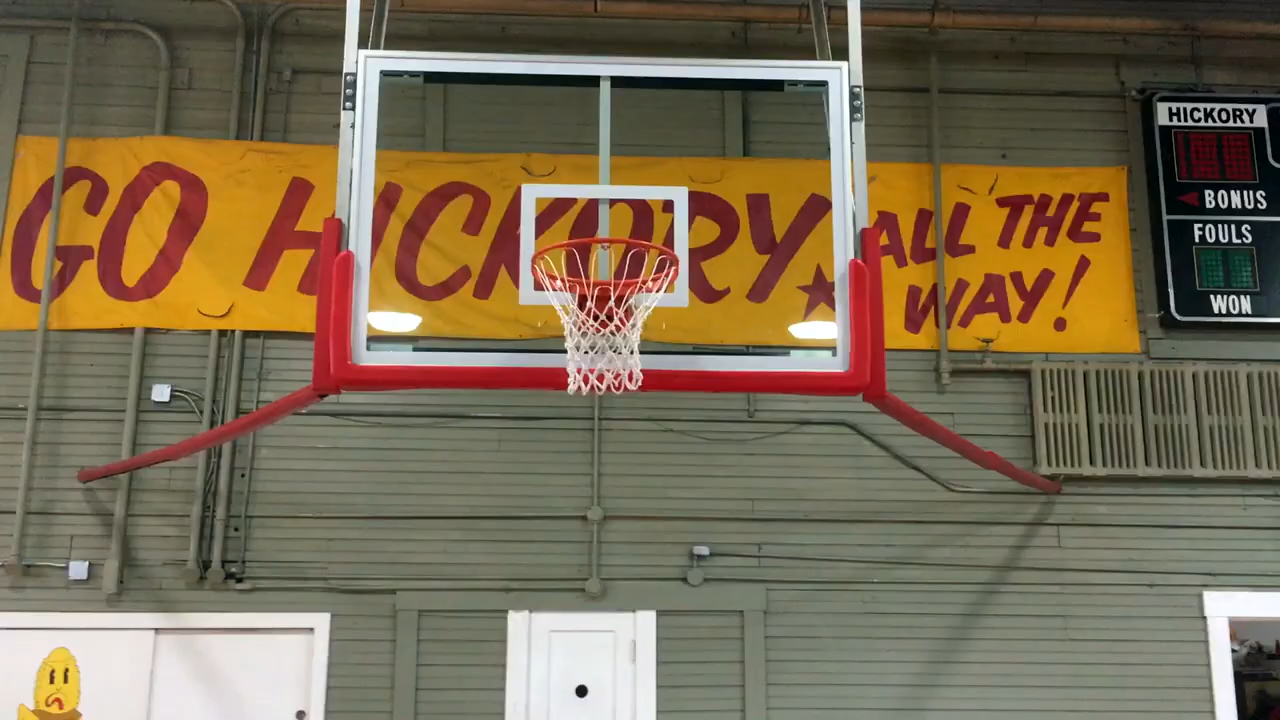 GO HICKORY ALL THE
WAY!
HICKORY
BONUS
FOULS
WON